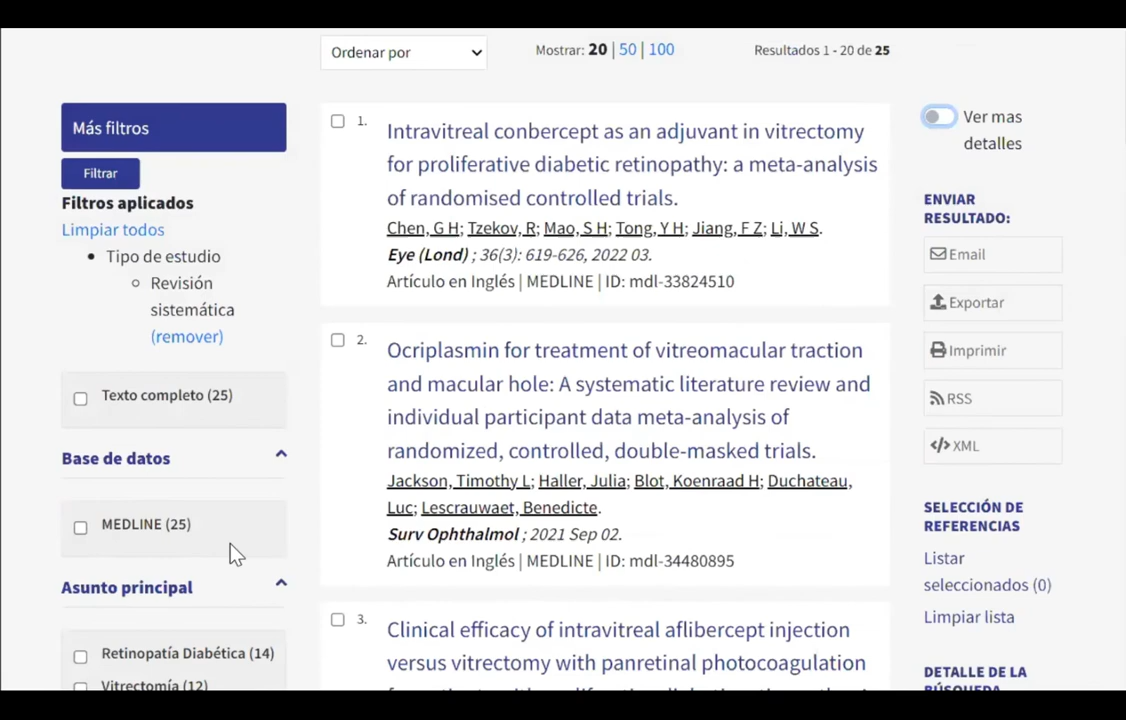 Ordenar por
Mostrar: 20 | 50 | 100
Resultados 1 - 20 de 25
Más filtros
Filtrar
Filtros aplicados
Limpiar todos
Tipo de estudio
Revisión
sistemática
(remover)
Texto completo (25)
Base de datos
MEDLINE (25)
Asunto principal
Retinopatía Diabética (14)
Vitrectomía (12)
1.
Intravitreal conbercept as an adjuvant in vitrectomy
for proliferative diabetic retinopathy: a meta-analysis
of randomised controlled trials.
Chen, G H; Tzekov, R; Mao, S H; Tong, Y H; Jiang, F Z; Li, W S.
Eye (Lond) ; 36(3): 619-626, 2022 03.
Artículo en Inglés | MEDLINE | ID: mdl-33824510
2.
Ocriplasmin for treatment of vitreomacular traction
and macular hole: A systematic literature review and
individual participant data meta-analysis of
randomized, controlled, double-masked trials.
Jackson, Timothy L; Haller, Julia; Blot, Koenraad H; Duchateau,
Luc; Lescrauwaet, Benedicte.
Surv Ophthalmol ; 2021 Sep 02.
Artículo en Inglés | MEDLINE | ID: mdl-34480895
3.
Clinical efficacy of intravitreal aflibercept injection
versus vitrectomy with panretinal photocoagulation
Ver mas
detalles
ENVIAR
RESULTADO:
Email
Exportar
Imprimir
RSS
XML
SELECCIÓN DE
REFERENCIAS
Listar
seleccionados (0)
Limpiar lista
DETALLE DE LA
BÚSQUEDA